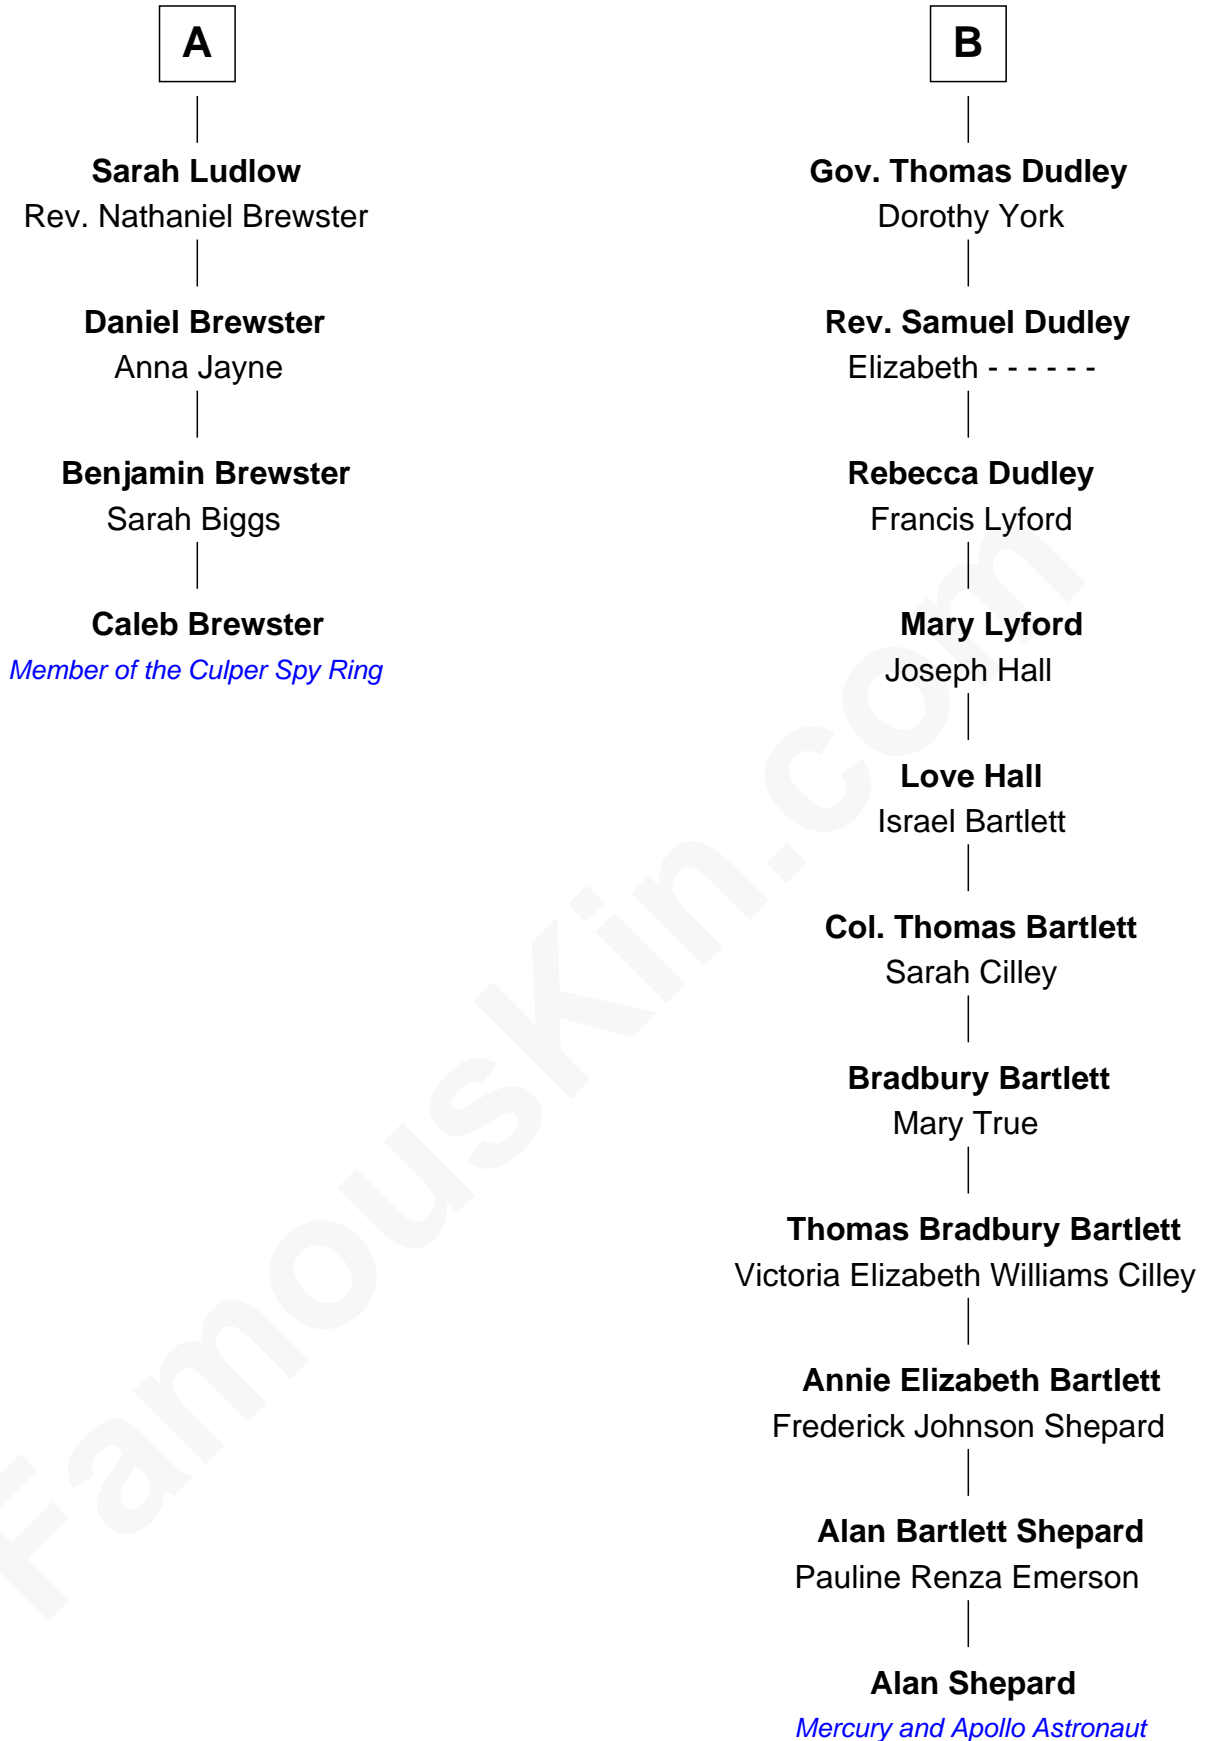 A
Sarah Ludlow
Rev. Nathaniel Brewster
Daniel Brewster
Anna Jayne
Benjamin Brewster
Sarah Biggs
Caleb Brewster
Member of the Culper Spy Ring
B
Gov. Thomas Dudley
Dorothy York
Rev. Samuel Dudley
Elizabeth - - - - - -
Rebecca Dudley
Francis Lyford
Mary Lyford
Joseph Hall
Love Hall
Israel Bartlett
Col. Thomas Bartlett
Sarah Cilley
Bradbury Bartlett
Mary True
Thomas Bradbury Bartlett
Victoria Elizabeth Williams Cilley
Annie Elizabeth Bartlett
Frederick Johnson Shepard
Alan Bartlett Shepard
Pauline Renza Emerson
Alan Shepard
Mercury and Apollo Astronaut
FamousKin.com